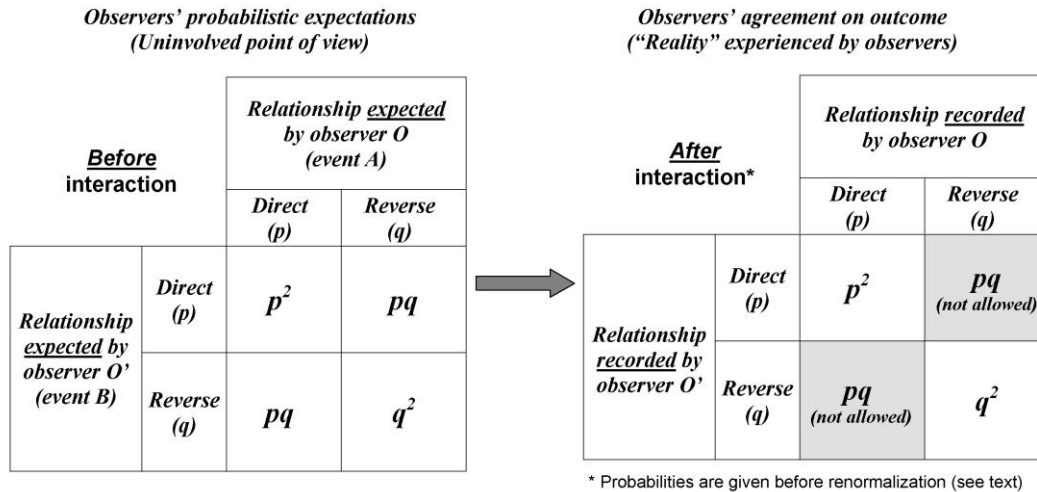 Observers’ probabilistic expectations
(Uninvolved point of view)
Before
interaction
Relationship expected
by observer O
(event A)
Direct
(p)
Reverse
(q)
Relationship
expected by
observer O’
(event B)
Direct
(p)
p²
pq
Reverse
(q)
pq
q²
Observers’ agreement on outcome
(“Reality” experienced by observers)
After
interaction*
Relationship recorded
by observer O
Direct
(p)
Reverse
(q)
Relationship
recorded by
observer O’
Direct
(p)
p²
pq
(not allowed)
Reverse
(q)
pq
(not allowed)
q²
* Probabilities are given before renormalization (see text)